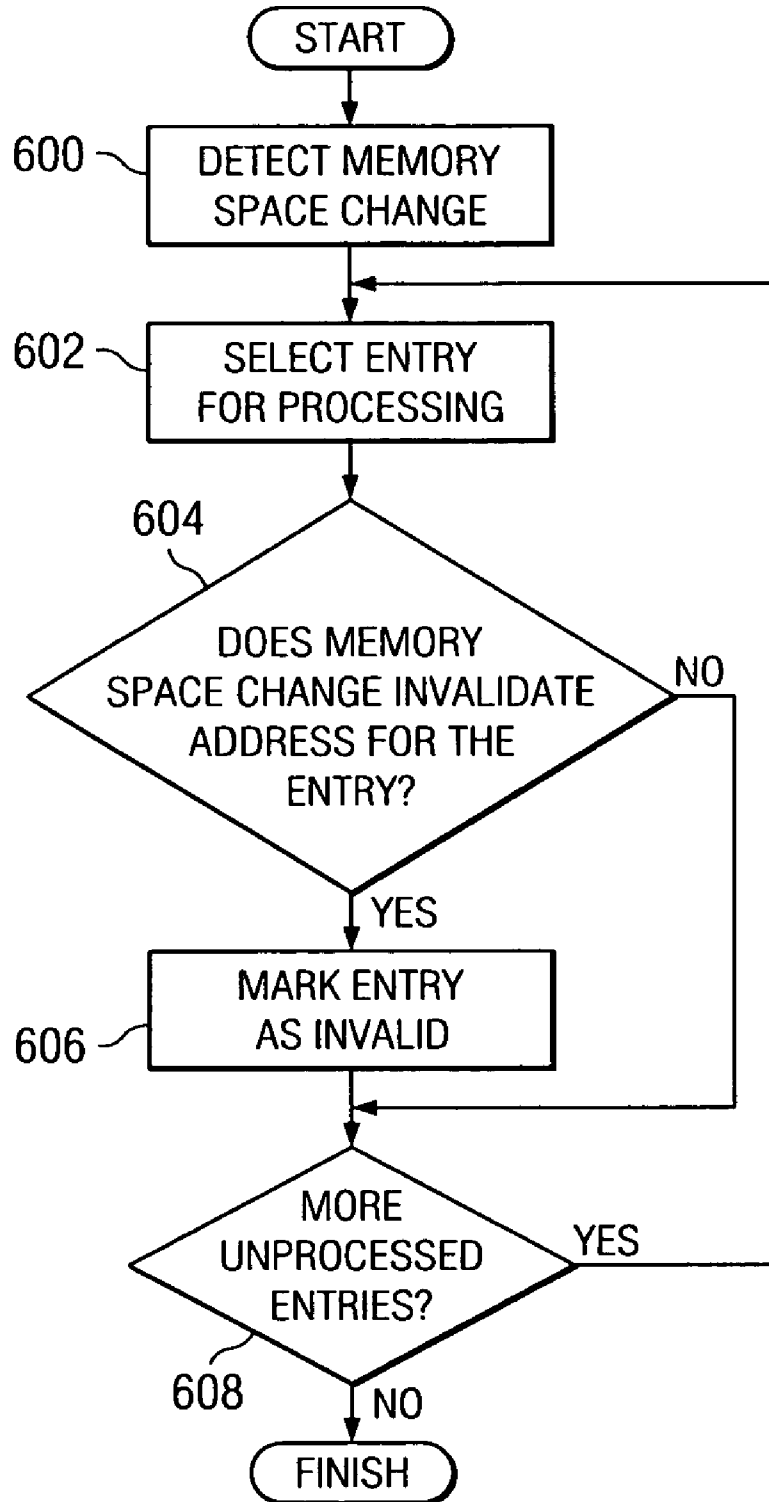 START
600
DETECT MEMORY
SPACE CHANGE
602
SELECT ENTRY
FOR PROCESSING
604
DOES MEMORY
SPACE CHANGE INVALIDATE
ADDRESS FOR THE
ENTRY?
NO
YES
606
MARK ENTRY
AS INVALID
MORE
UNPROCESSED
ENTRIES?
YES
608
NO
FINISH